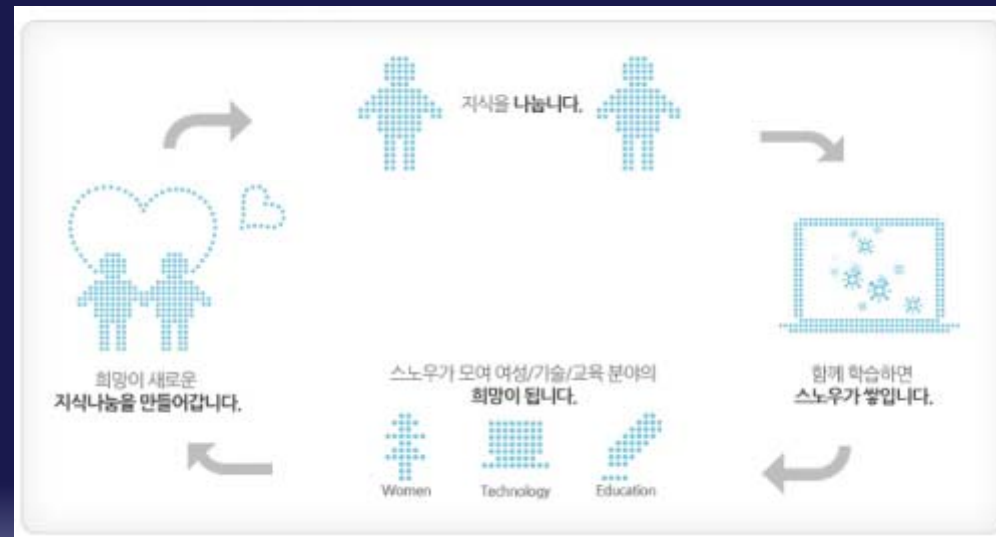 지식을 나눕니다.
함께 학습하면
스노우가 쌓입니다.
스노우가 모여 여성/기술/교육 분야의
희망이 됩니다.
Women
Technology
Education
희망이 새로운
지식나눔을 만들어갑니다.